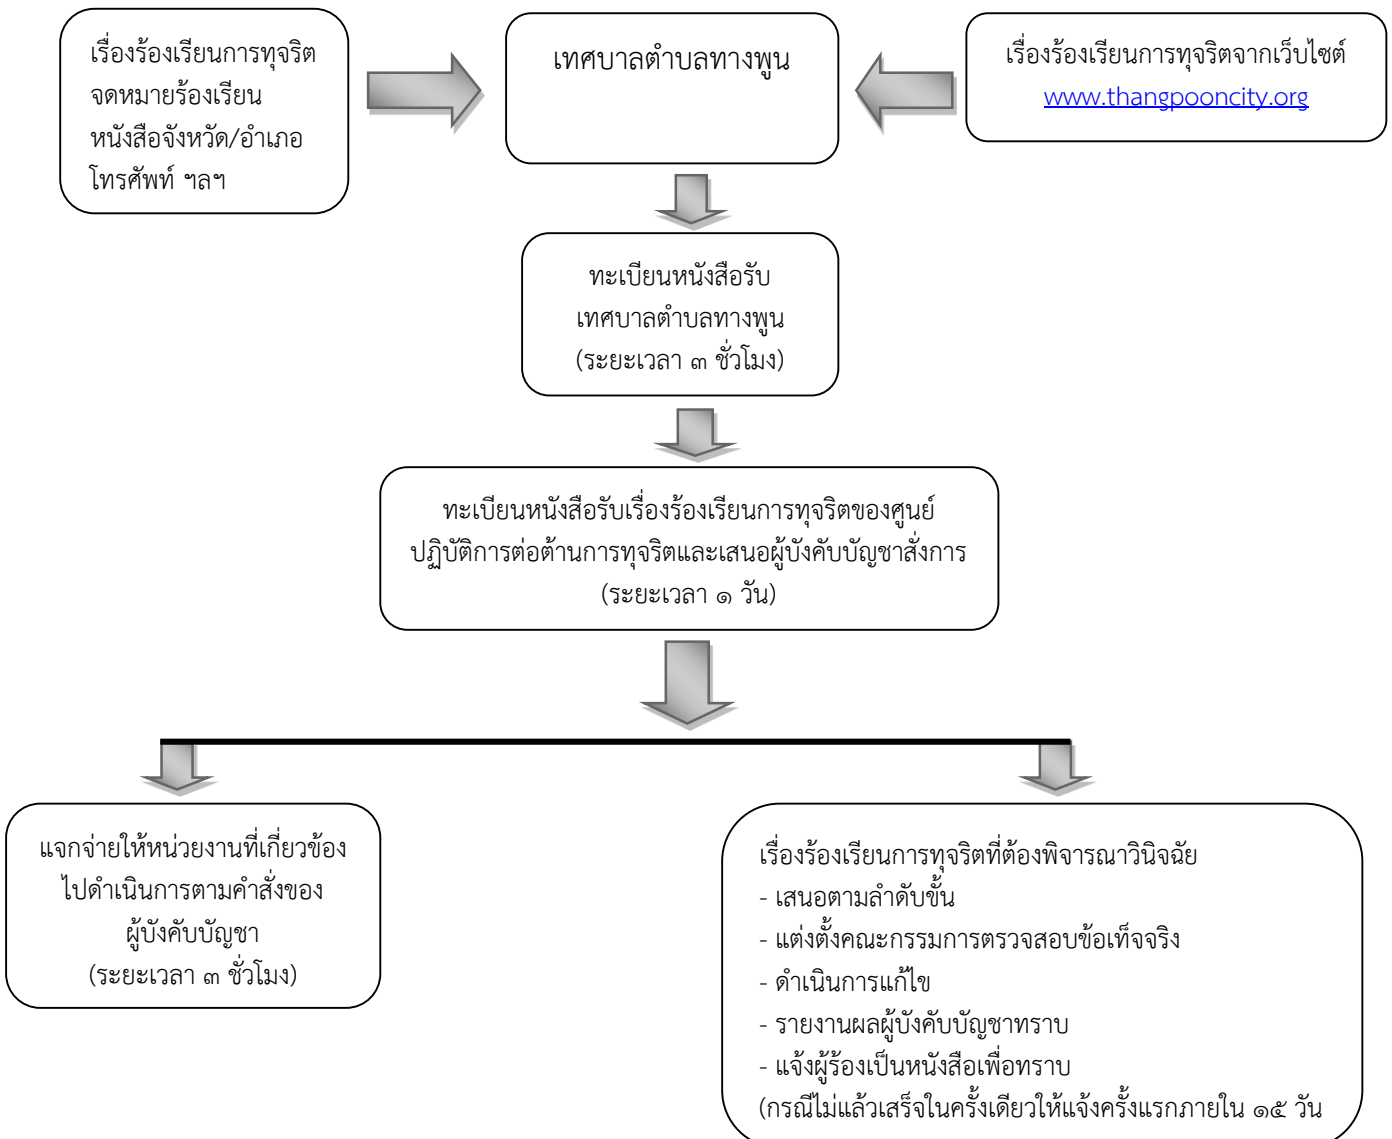 เรื่องร้องเรียนการทุจริต
จดหมายร้องเรียน
หนังสือจังหวัด/อำเภอ
โทรศัพท์ ฯลฯ
เทศบาลตำบลทางพูน
เรื่องร้องเรียนการทุจริตจากเว็บไซต์
www.thangpooncity.org
ทะเบียนหนังสือรับ
เทศบาลตำบลทางพูน
(ระยะเวลา ๓ ชั่วโมง)
ทะเบียนหนังสือรับเรื่องร้องเรียนการทุจริตของศูนย์
ปฏิบัติการต่อต้านการทุจริตและเสนอผู้บังคับบัญชาสั่งการ
(ระยะเวลา ๑ วัน)
แจกจ่ายให้หน่วยงานที่เกี่ยวข้อง
ไปดำเนินการตามคำสั่งของ
ผู้บังคับบัญชา
(ระยะเวลา ๓ ชั่วโมง)
เรื่องร้องเรียนการทุจริตที่ต้องพิจารณาวินิจฉัย
- เสนอตามลำดับขั้น
- แต่งตั้งคณะกรรมการตรวจสอบข้อเท็จจริง
- ดำเนินการแก้ไข
- รายงานผลผู้บังคับบัญชาทราบ
- แจ้งผู้ร้องเป็นหนังสือเพื่อทราบ
(กรณีไม่แล้วเสร็จในครั้งเดียวให้แจ้งครั้งแรกภายใน ๑๕ วัน